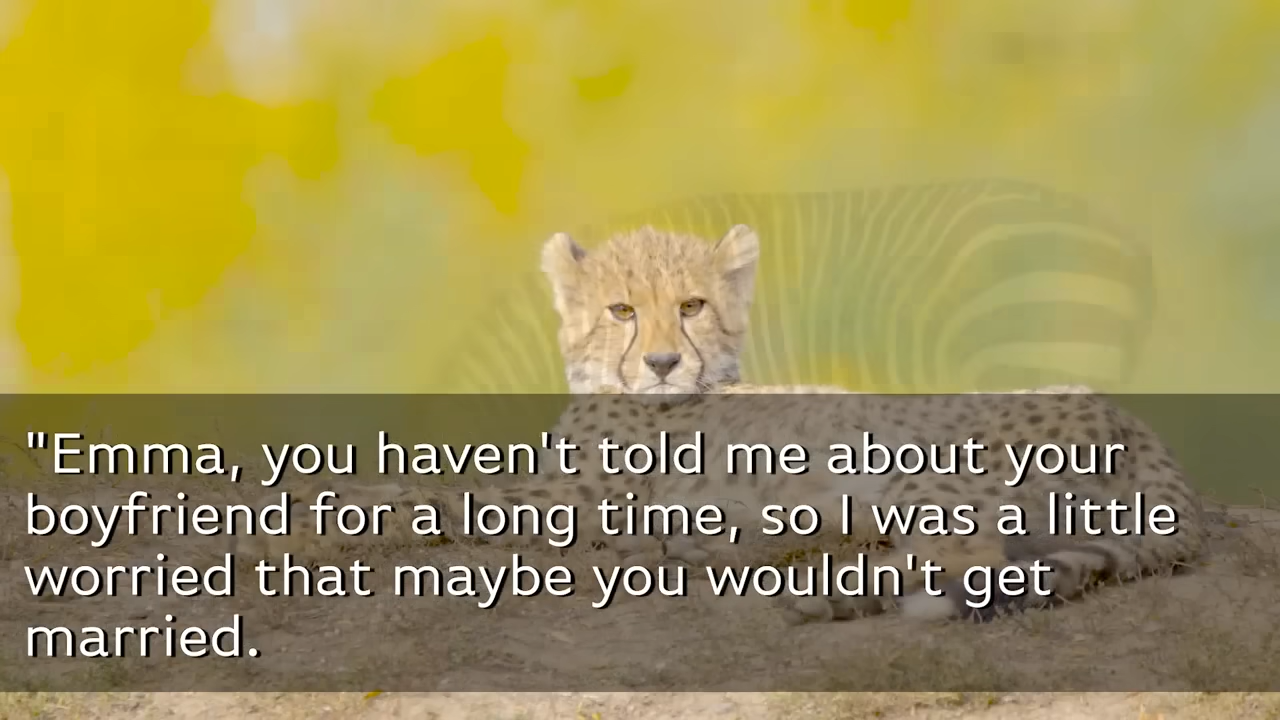 "Emma, you haven't told me about your
boyfriend for a long time, so I was a little
worried that maybe you wouldn't get
married.